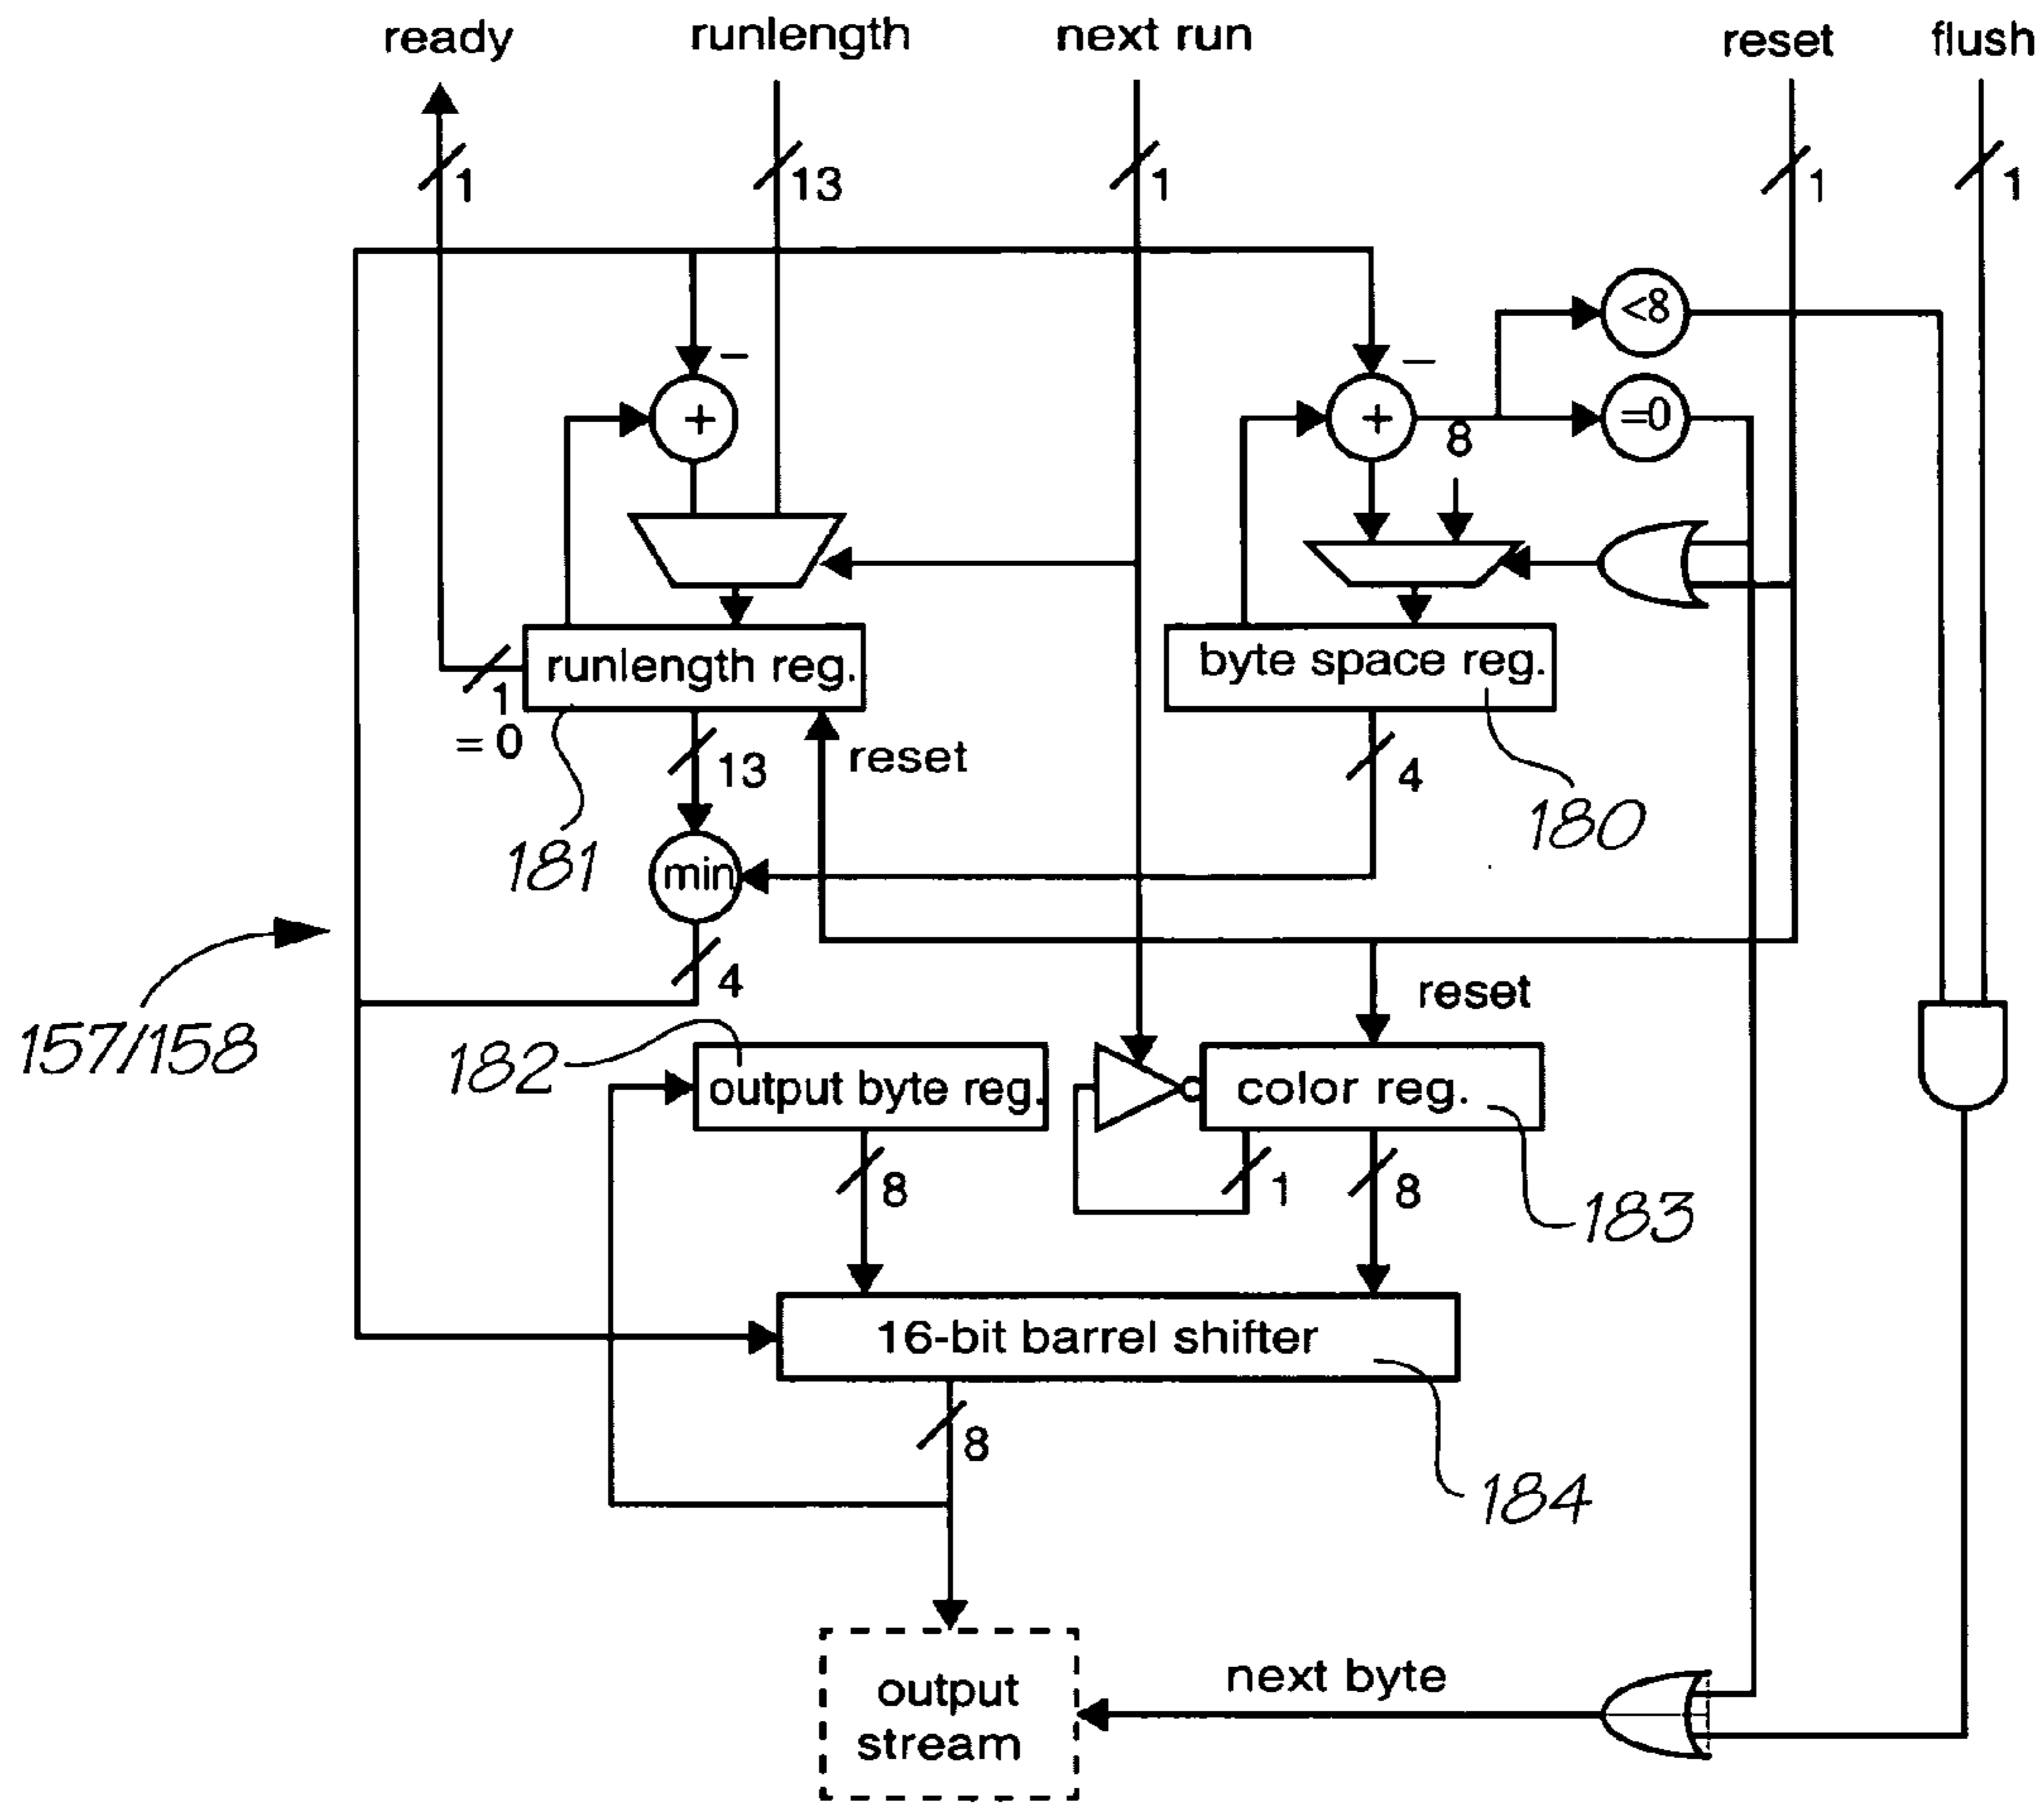 ready
runlength
next run
reset
flush
1
13
1
1
1
−
−
<8
+
+
=0
8
runlength reg.
byte space reg.
1
= 0
13
reset
4
180
181
min
157/158
4
reset
182
output byte reg.
color reg.
8
1
8
183
16-bit barrel shifter
8
184
output
stream
next byte